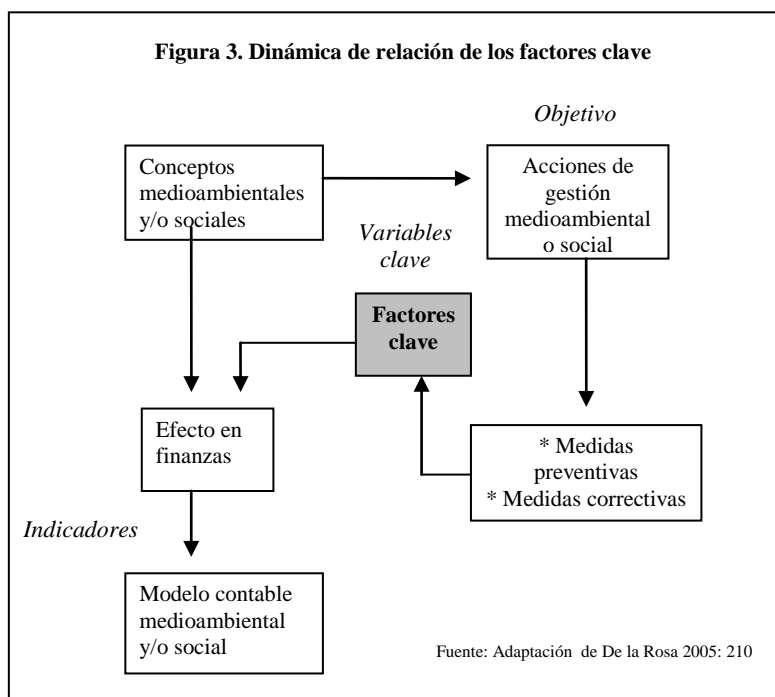 Figura 3. Dinámica de relación de los factores clave
Objetivo
Conceptos
medioambientales
y/o sociales
Acciones de
gestión
medioambiental
o social
Variables
clave
Factores
clave
Efecto en
finanzas
* Medidas
preventivas
* Medidas correctivas
Indicadores
Modelo contable
medioambiental
y/o social
Fuente: Adaptación de De la Rosa 2005: 210